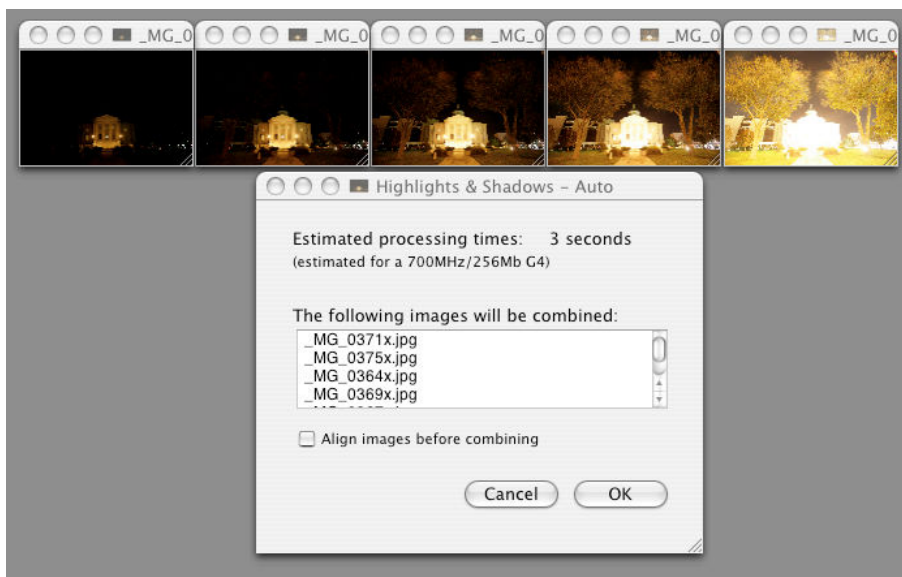 _MG_0
_MG_0
_MG_0
_MG_0
_MG_0
Highlights & Shadows – Auto
Estimated processing times: 3 seconds
(estimated for a 700MHz/256Mb G4)
The following images will be combined:
_MG_0371x.jpg
_MG_0375x.jpg
_MG_0364x.jpg
_MG_0369x.jpg
Align images before combining
Cancel
OK